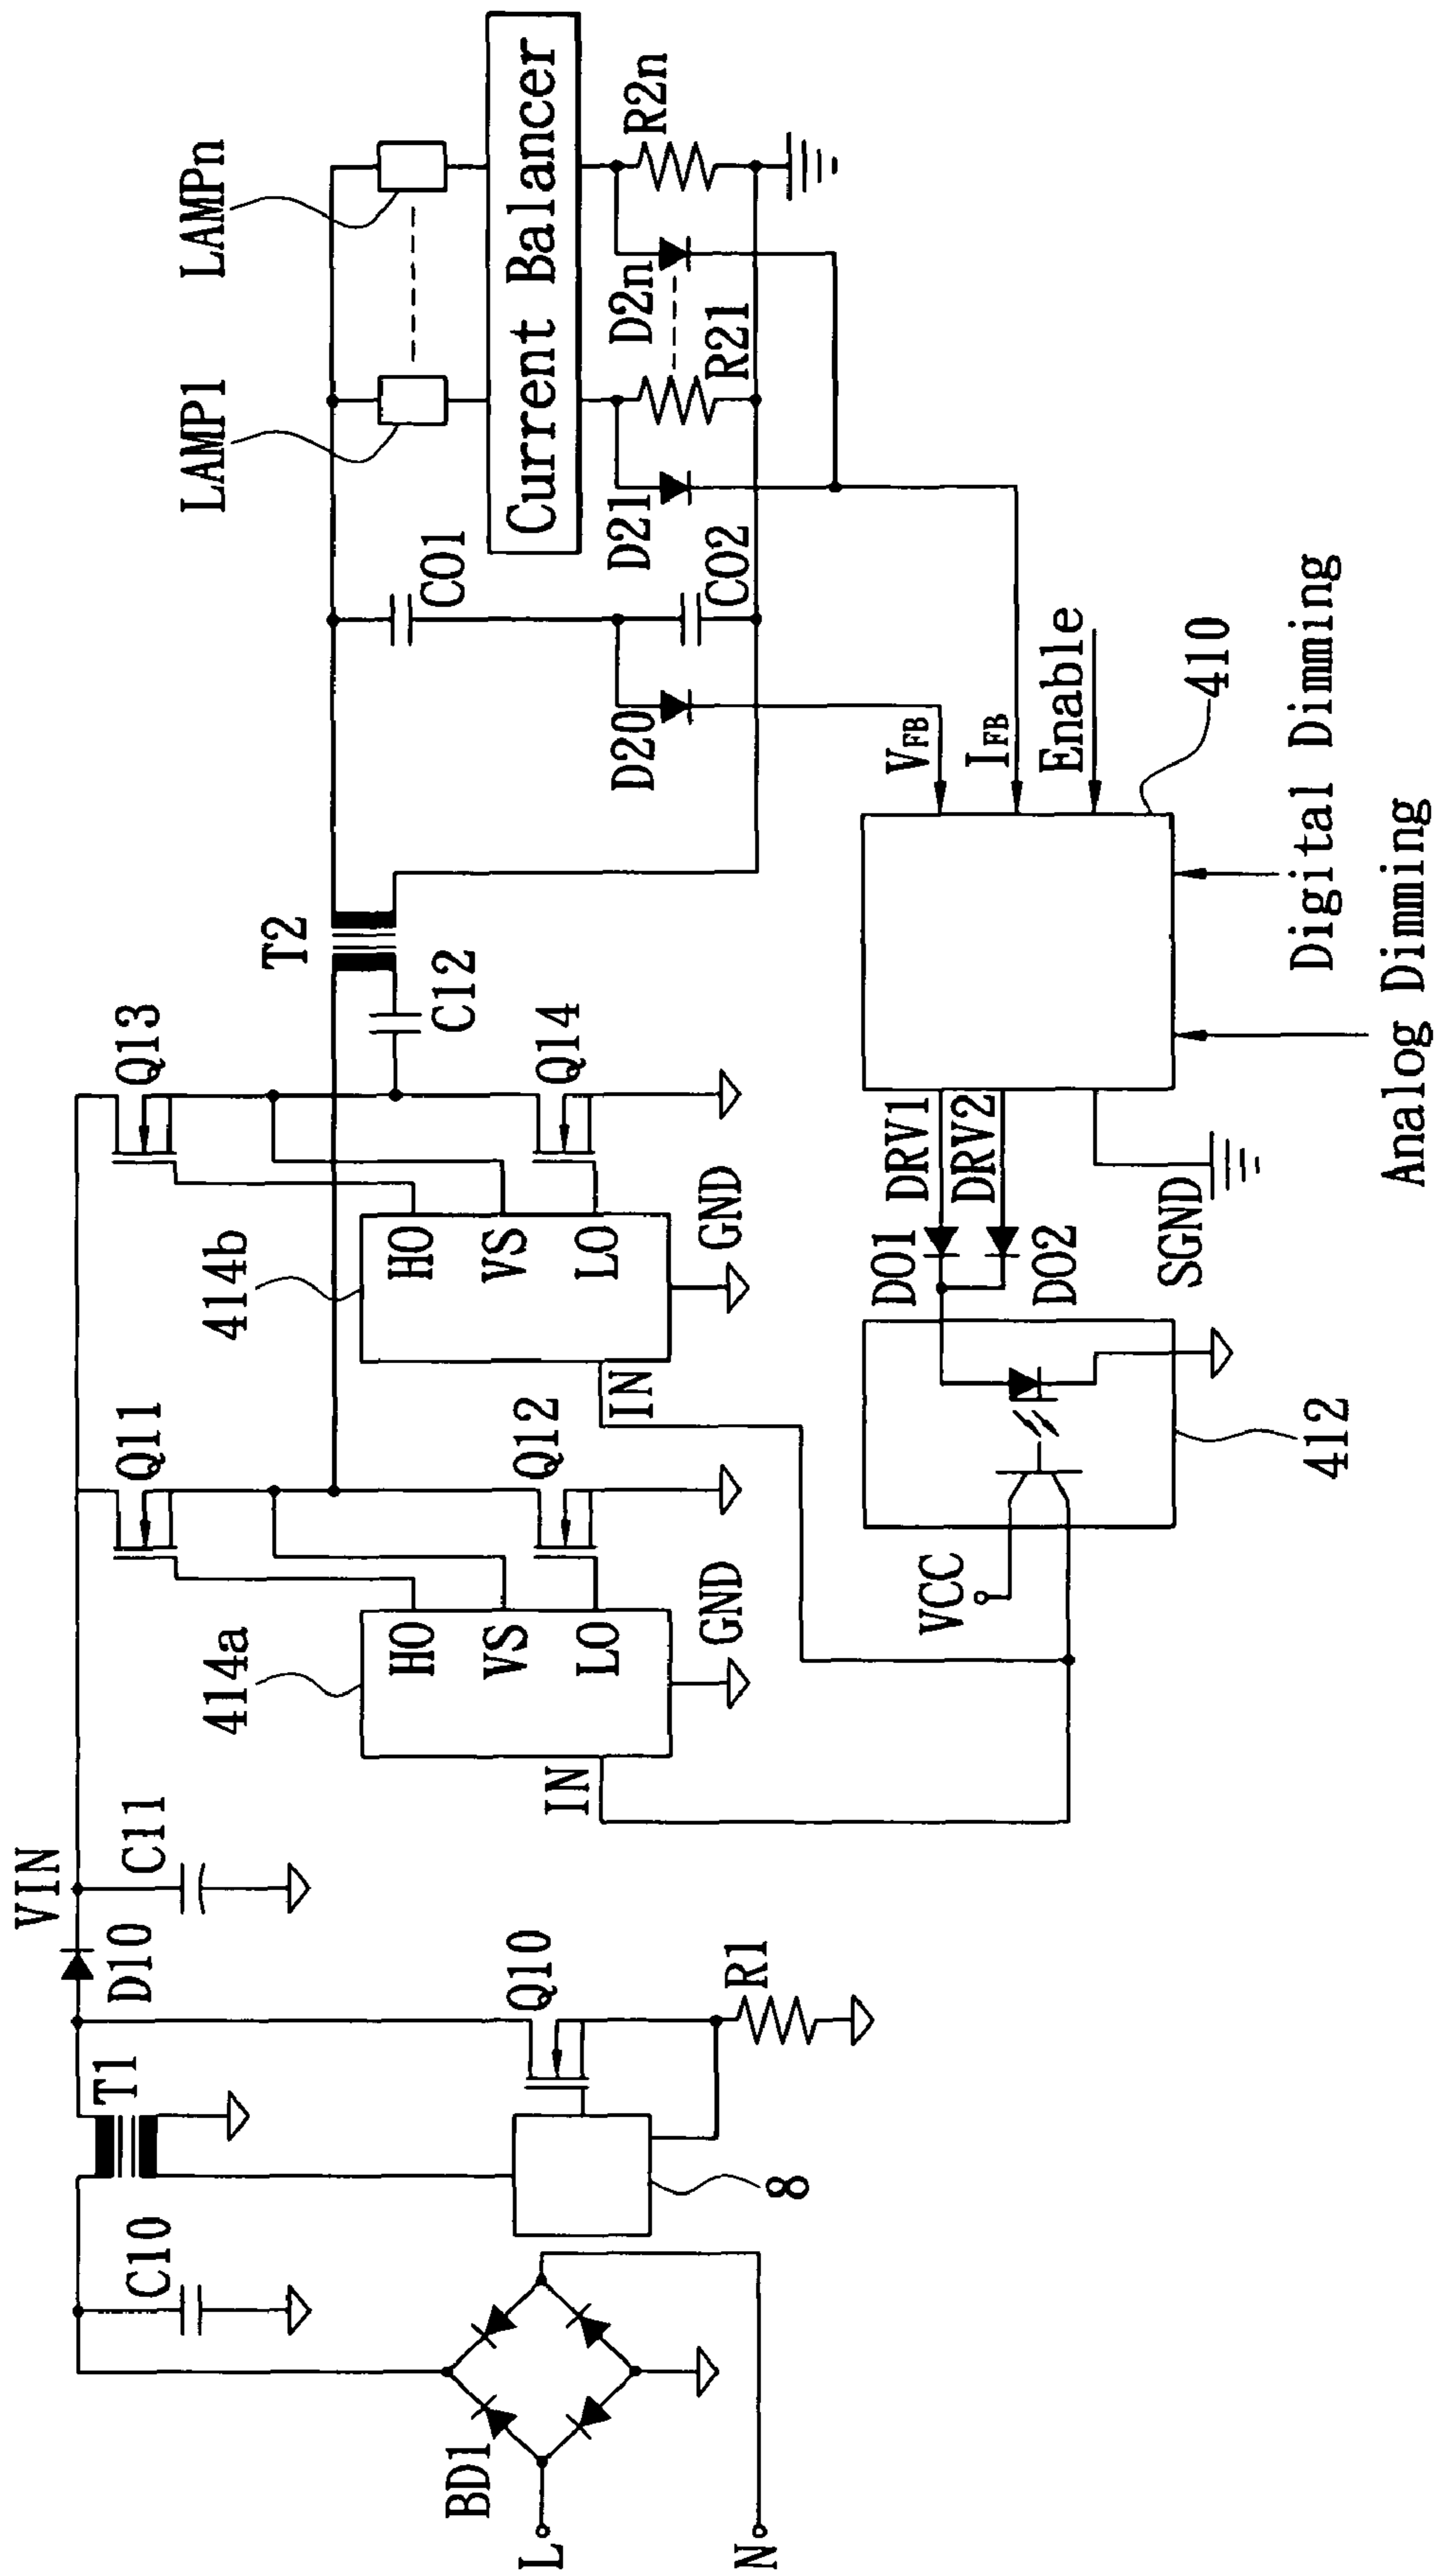 LAMP1
LAMPn
Current Balancer
CO1
CO2
D20
D21
R21
D2n
R2n
T2
C12
Q13
Q14
414b
HO
VS
LO
IN
GND
Q11
Q12
414a
HO
VS
LO
IN
GND
VIN
C11
D10
T1
Q10
R1
8
C10
BD1
L
N
VCC
412
DO1
DO2
DRV1
DRV2
SGND
VFB
IFB
Enable
410
Digital Dimming
Analog Dimming